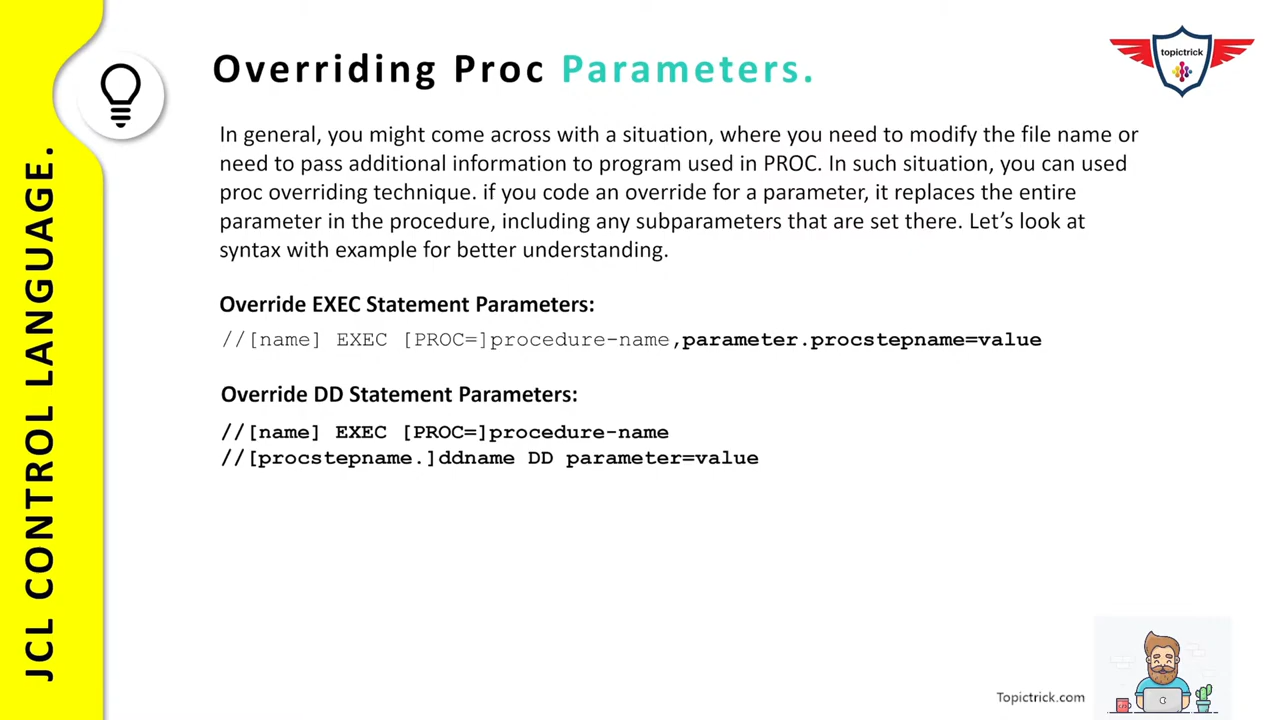 JCL CONTROL LANGUAGE.
Overriding Proc Parameters.
topictrick
In general, you might come across with a situation, where you need to modify the file name or
need to pass additional information to program used in PROC. In such situation, you can used
proc overriding technique. if you code an override for a parameter, it replaces the entire
parameter in the procedure, including any subparameters that are set there. Let’s look at
syntax with example for better understanding.
Override EXEC Statement Parameters:
//[name] EXEC [PROC=]procedure-name,parameter.procstepname=value
Override DD Statement Parameters:
//[name] EXEC [PROC=]procedure-name
//[procstepname.]ddname DD parameter=value
Topictrick.com